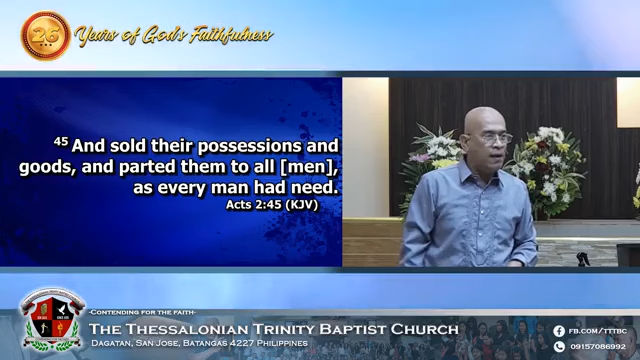 26
Years of God's Faithfulness
45 And sold their possessions and
goods, and parted them to all [men],
as every man had need.
Acts 2:45 (KJV)
-Contending for the faith-
The Thessalonian Trinity Baptist Church
Dagatan, San Jose, Batangas 4227 Philippines
FB.COM/TTTBC
09157086992